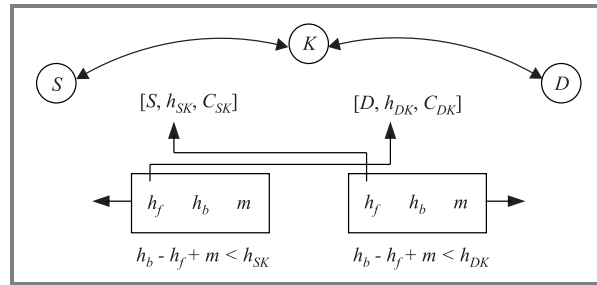 K
S D
[S, h_SK, C_SK] [D, h_DK, C_DK]
h_f h_b m h_f h_b m
h_b - h_f + m < h_SK h_b - h_f + m < h_DK